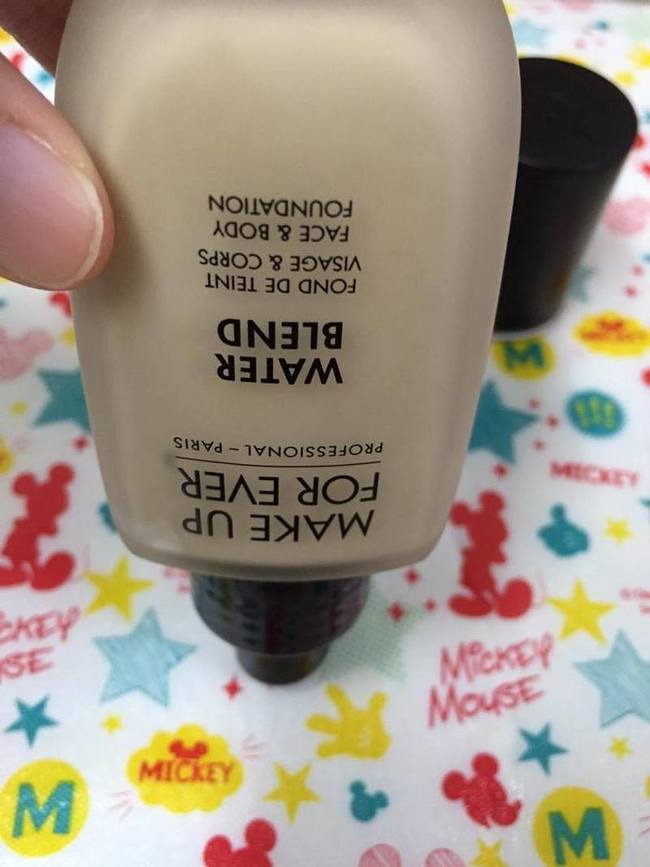 MAKE UP
FOR EVER
PROFESSIONAL – PARIS
WATER
BLEND
FOND DE TEINT
VISAGE & CORPS
FACE & BODY
FOUNDATION
M
MICKEY
MICKEY
MICKEY
MOUSE
MICKEY
M
M